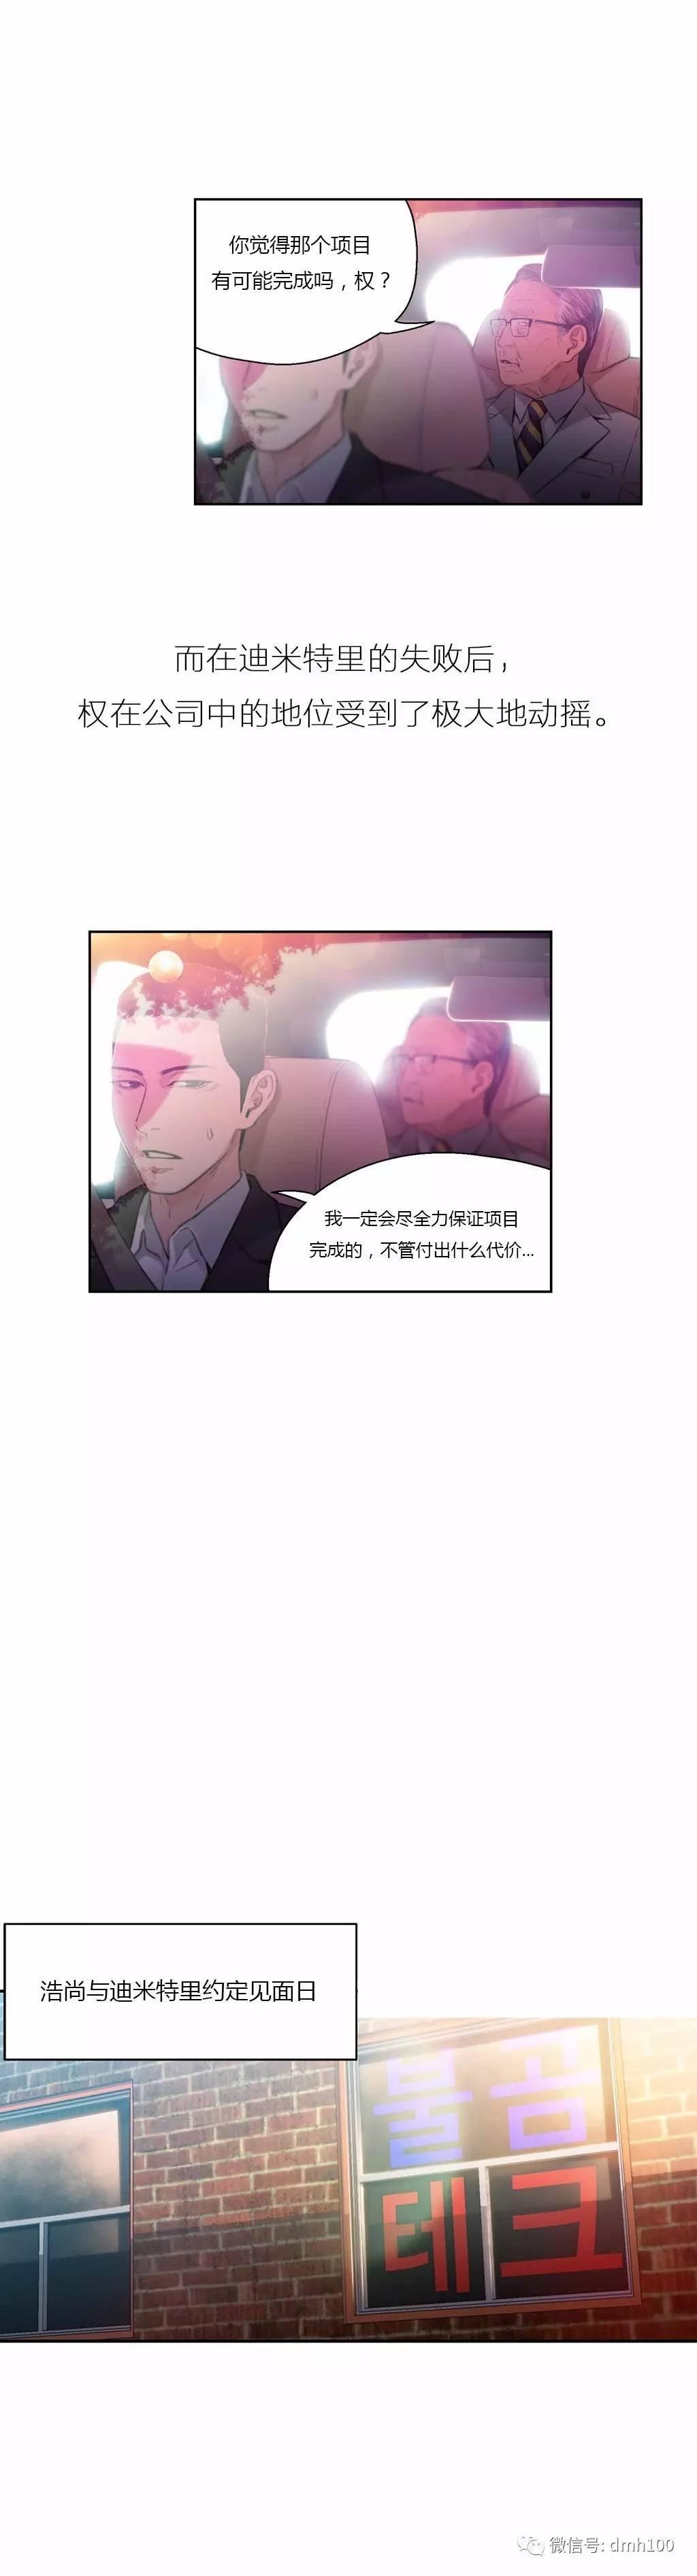 你觉得那个项目
有可能完成吗，权？
而在迪米特里的失败后，
权在公司中的地位受到了极大地动摇。
我一定会尽全力保证项目
完成的，不管付出什么代价...
浩尚与迪米特里约定见面日
불곰
테크
微信号: dmh100